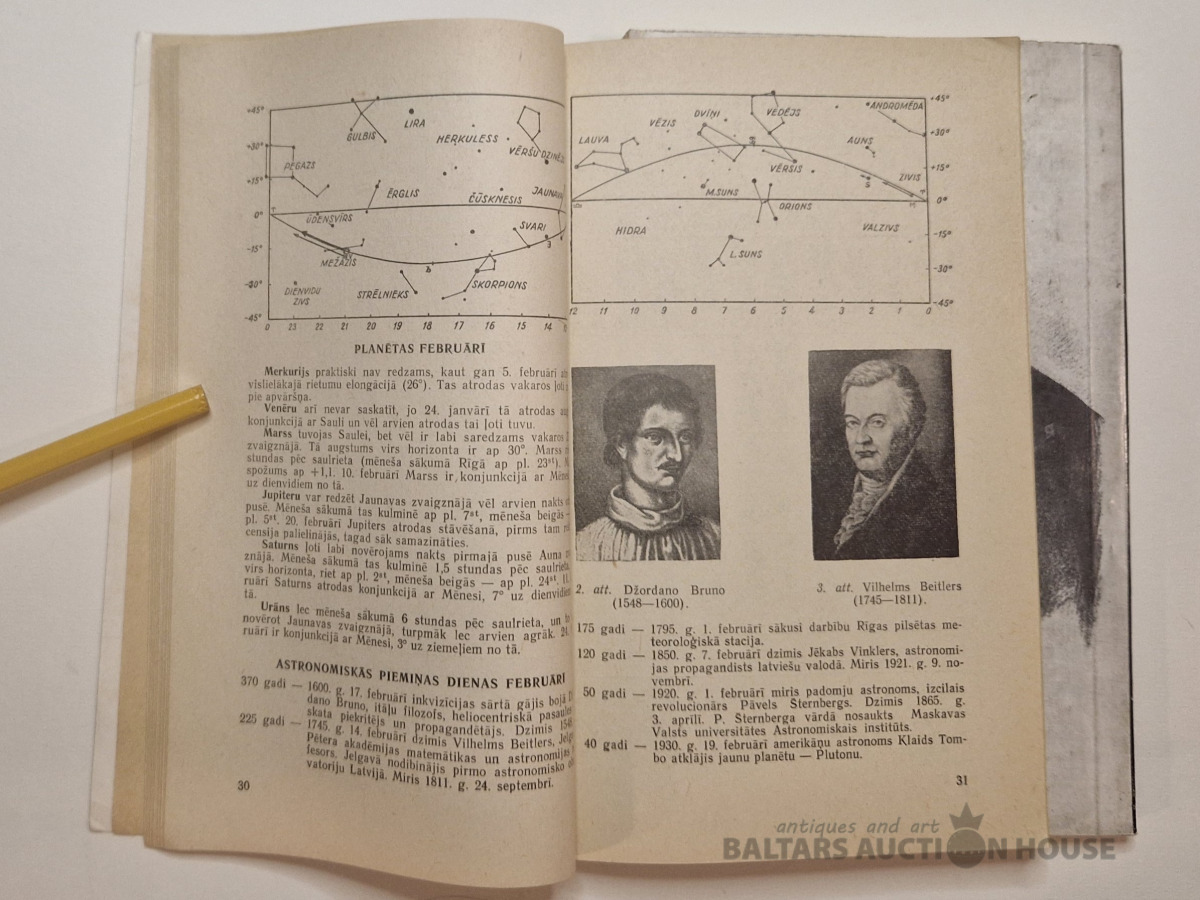 +45°
+30°
+15°
0°
-15°
-30°
-45°
GULBIS
LIRA
HERKULESS
VĒRŠU DZINĒJS
PEGAZS
ĒRGLIS
ČŪSKNESIS
JAUNAVA
ŪDENSVĪRS
SVARI
MEŽĀZIS
DIENVIDU
ZIVS
STRĒLNIEKS
SKORPIONS
0 23 22 21 20 19 18 17 16 15 14
PLANĒTAS FEBRUĀRĪ
Merkurijs praktiski nav redzams, kaut gan 5. februārī
vislielākajā rietumu elongācijā (26°). Tas atrodas vakaros ļoti
pie apvāršņa.
Venēru arī nevar saskatīt, jo 24. janvārī tā atrodas
konjunkcijā ar Sauli un vēl arvien atrodas tai ļoti tuvu.
Marss tuvojas Saulei, bet vēl ir labi saredzams vakaros
zvaigznājā. Tā augstums virs horizonta ir ap 30°. Marss
stundas pēc saulrieta (mēneša sākumā Rīgā ap pl. 23ˢᵗ).
spožums ap +1,1. 10. februārī Marss ir konjunkcijā ar
uz dienvidiem no tā.
Jupiteru var redzēt Jaunavas zvaigznājā vēl arvien nakts
pusē. Mēneša sākumā tas kulminē ap pl. 7ˢᵗ, mēneša beigās —
pl. 5ˢᵗ. 20. februārī Jupiters atrodas stāvēšanā, pirms tam
censija palielinājās, tagad sāk samazināties.
Saturns ļoti labi novērojams nakts pirmajā pusē Auna
znājā. Mēneša sākumā tas kulminē 1,5 stundas pēc saulrieta
virs horizonta, riet ap pl. 2ˢᵗ, mēneša beigās — ap pl. 24ˢᵗ. 11.
ruārī Saturns atrodas konjunkcijā ar Mēnesi, 7° uz dienvidiem
tā.
Urāns lec mēneša sākumā 6 stundas pēc saulrieta, un
novērot Jaunavas zvaigznājā, turpmāk lec arvien agrāk. 24.
ruārī ir konjunkcijā ar Mēnesi, 3° uz ziemeļiem no tā.
ASTRONOMISKĀS PIEMIŅAS DIENAS FEBRUĀRĪ
370 gadi — 1600. g. 17. februārī inkvizīcijas sārtā gājis bojā
dano Bruno, itāļu filozofs, heliocentriskā pasaules
skata piekritējs un propagandētājs. Dzimis 1548.
225 gadi — 1745. g. 14. februārī dzimis Vilhelms Beitlers,
Pētera akadēmijas matemātikas un astronomijas
fesors. Jelgavā nodibinājis pirmo astronomisko
vatoriju Latvijā. Miris 1811. g. 24. septembrī.
30
LAUVA
VĒZIS
DVĪŅI
VEDĒJS
ANDROMĒDA
AUNS
VĒRSIS
ZIVIS
M.SUNS
ORIONS
HIDRA
VALZIVS
L.SUNS
+45°
+30°
+15°
0°
-15°
-30°
-45°
12 11 10 9 8 7 6 5 4 3 2 1 0
2. att. Džordano Bruno
(1548—1600).
3. att. Vilhelms Beitlers
(1745—1811).
175 gadi — 1795. g. 1. februārī sākusi darbību Rīgas pilsētas me-
teoroloģiskā stacija.
120 gadi — 1850. g. 7. februārī dzimis Jēkabs Vinklers, astronomi-
jas propagandists latviešu valodā. Miris 1921. g. 9. no-
vembrī.
50 gadi — 1920. g. 1. februārī miris padomju astronoms, izcilais
revolucionārs Pāvels Šternbergs. Dzimis 1865. g.
3. aprīlī. P. Šternberga vārdā nosaukts Maskavas
Valsts universitātes Astronomiskais institūts.
40 gadi — 1930. g. 19. februārī amerikāņu astronoms Klaids Tom-
bo atklājis jaunu planētu — Plutonu.
31
antiques and art
BALTARS AUCTION HOUSE